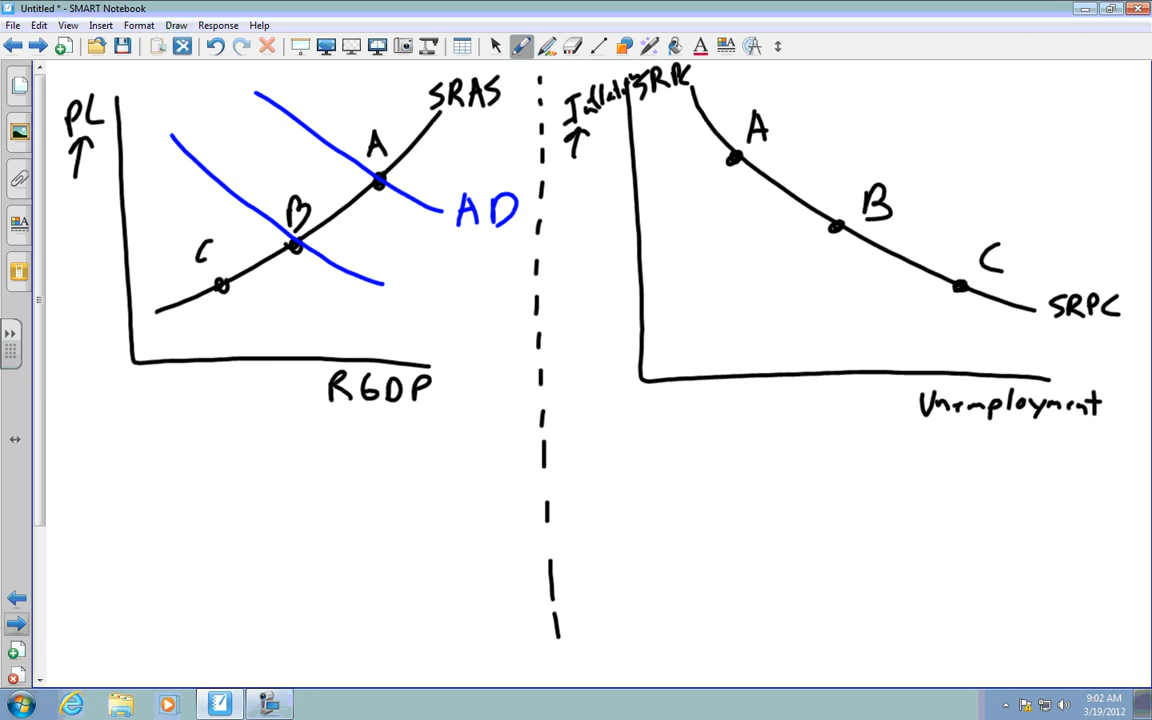 Untitled * - SMART Notebook
File Edit View Insert Format Draw Response Help
PL
SRAS
A
B
C
AD
RGDP
SRPC
A
B
C
SRPC
Unemployment
9:02 AM
3/19/2012